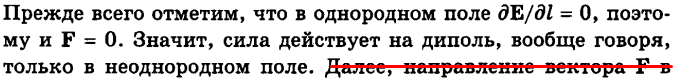 Прежде всего отметим, что в однородном поле ∂E/∂l = 0, поэто-
му и F = 0. Значит, сила действует на диполь, вообще говоря,
только в неоднородном поле. Далее, направление вектора F в